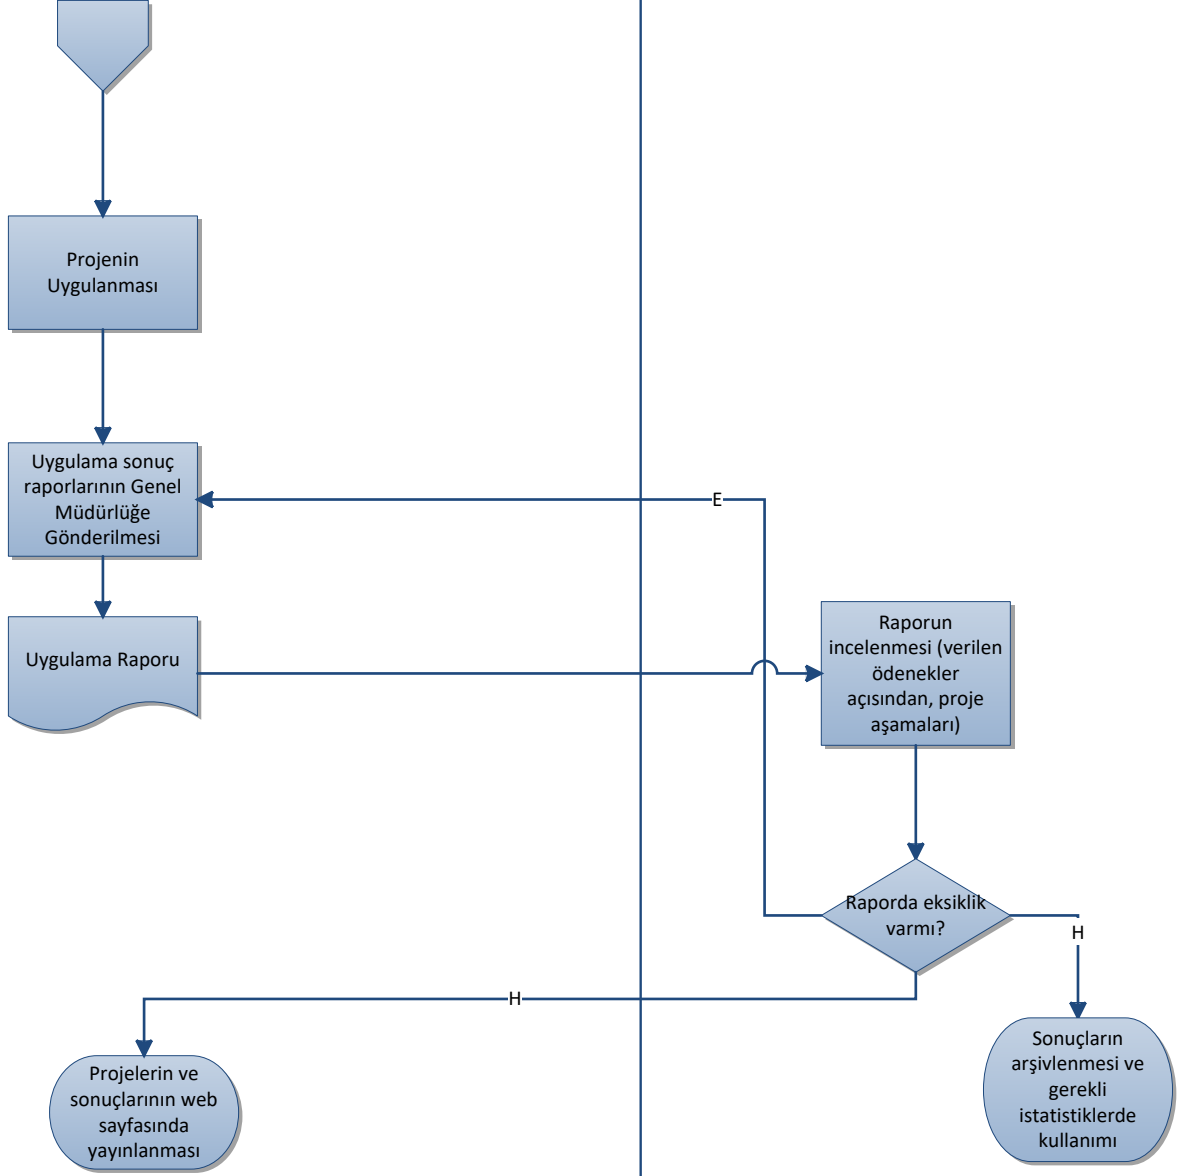 Projenin
Uygulanması
Uygulama sonuç
raporlarının Genel
Müdürlüğe
Gönderilmesi
E
Uygulama Raporu
Raporun
incelenmesi (verilen
ödenekler
açısından, proje
aşamaları)
Raporda eksiklik
varmı?
H
H
Projelerin ve
sonuçlarının web
sayfasında
yayınlanması
Sonuçların
arşivlenmesi ve
gerekli
istatistiklerde
kullanımı